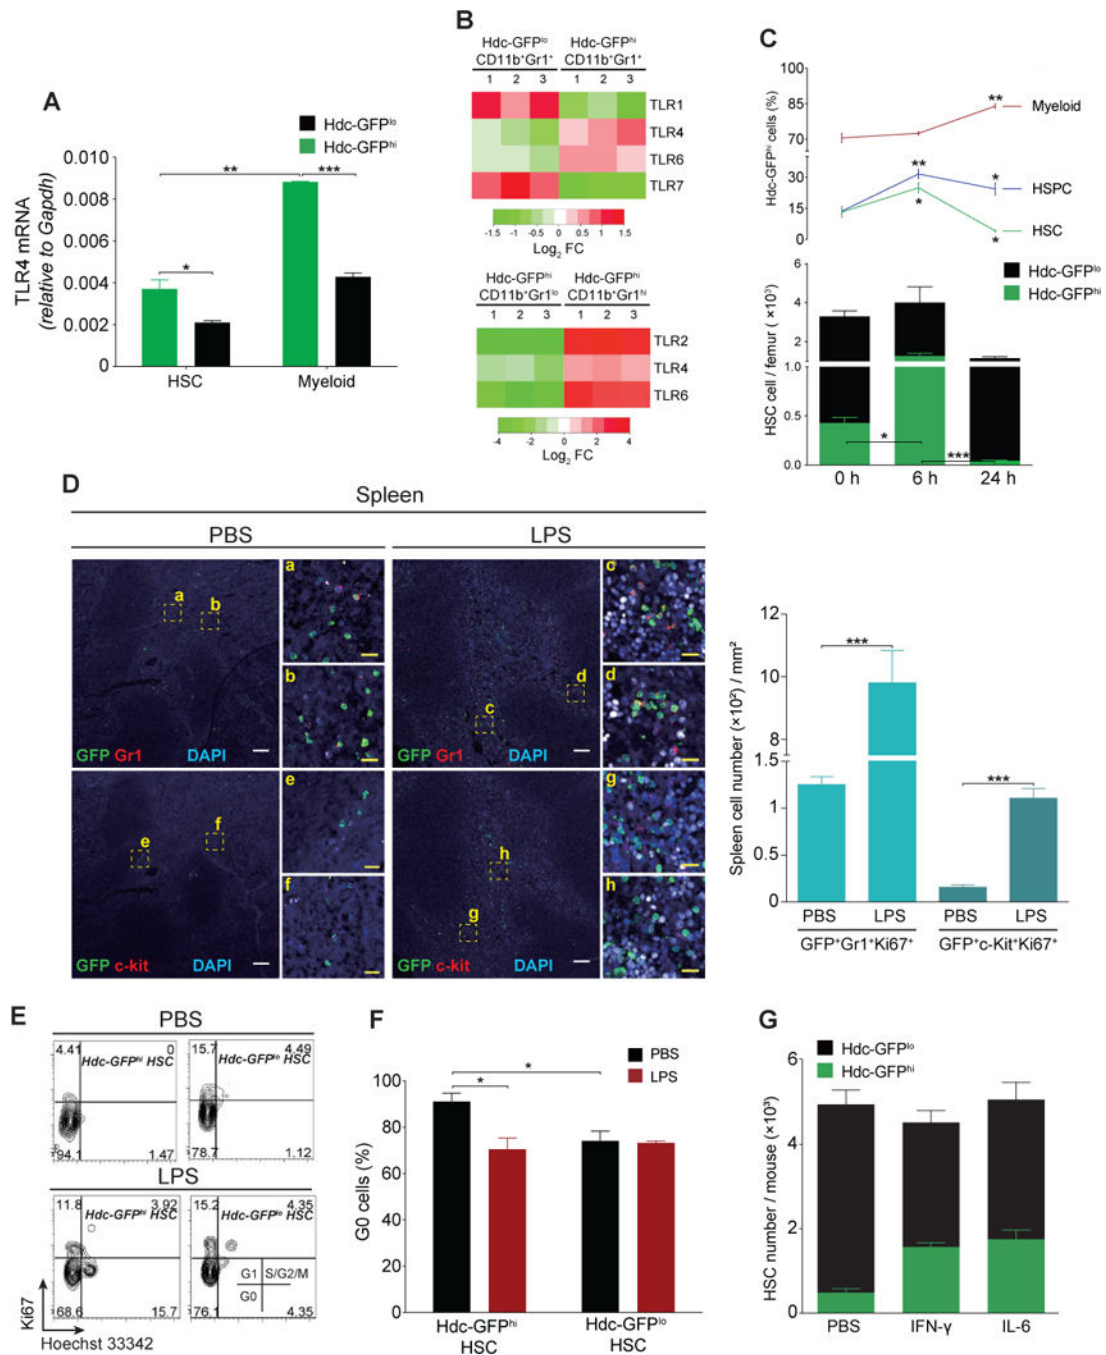 A
Hdc-GFPlo
Hdc-GFPhi
TLR4 mRNA
(relative to Gapdh)
0.010
0.008
0.006
0.004
0.002
0
**
***
*
HSC
Myeloid
B
Hdc-GFPlo Hdc-GFPhi
CD11b+Gr1+ CD11b+Gr1+
1 2 3 1 2 3
TLR1
TLR4
TLR6
TLR7
-1.5 -0.5 0 0.5 1.5
Log2 FC
Hdc-GFPhi Hdc-GFPhi
CD11b+Gr1lo CD11b+Gr1hi
1 2 3 1 2 3
TLR2
TLR4
TLR6
-4 -2 0 2 4
Log2 FC
C
Hdc-GFPhi cells (%)
100
85
70
45
30
15
0
**
Myeloid
**
*
HSPC
*
HSC
*
Hdc-GFPlo
Hdc-GFPhi
HSC cell / femur ( ×10³)
6
4
2
1.0
0.5
0.0
*
***
0 h 6 h 24 h
D
Spleen
PBS LPS
a
b
GFP Gr1 DAPI
a
b
c
d
GFP Gr1 DAPI
c
d
e
f
GFP c-kit DAPI
e
f
g
h
GFP c-kit DAPI
g
h
Spleen cell number (×10²) / mm²
12
10
8
1.5
1
0.5
0
***
***
PBS LPS PBS LPS
GFP+Gr1+Ki67+ GFP+c-Kit+Ki67+
E
PBS
4.41 0
Hdc-GFPhi HSC
94.1 1.47
15.7 4.49
Hdc-GFPlo HSC
78.7 1.12
LPS
11.8 3.92
Hdc-GFPhi HSC
68.6 15.7
15.2 4.35
Hdc-GFPlo HSC
G1 S/G2/M
G0
76.1 4.35
Ki67
Hoechst 33342
F
PBS
LPS
G0 cells (%)
100
80
60
40
20
0
*
*
Hdc-GFPhi
HSC
Hdc-GFPlo
HSC
G
Hdc-GFPlo
Hdc-GFPhi
HSC number / mouse (×10³)
6
4
2
0
PBS IFN-γ IL-6